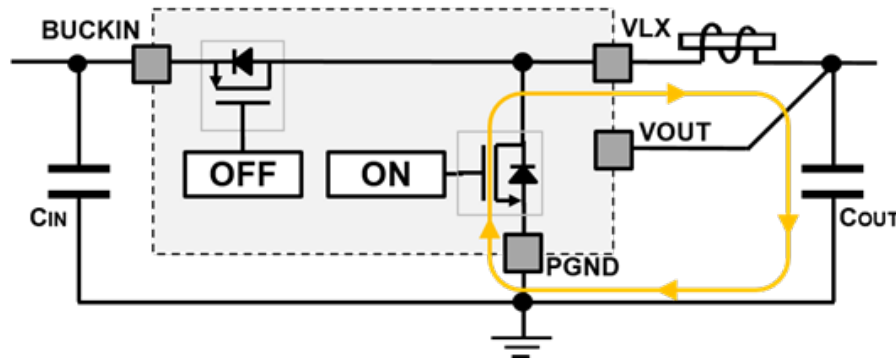 BUCKIN
VLX
VOUT
OFF
ON
CIN
COUT
PGND